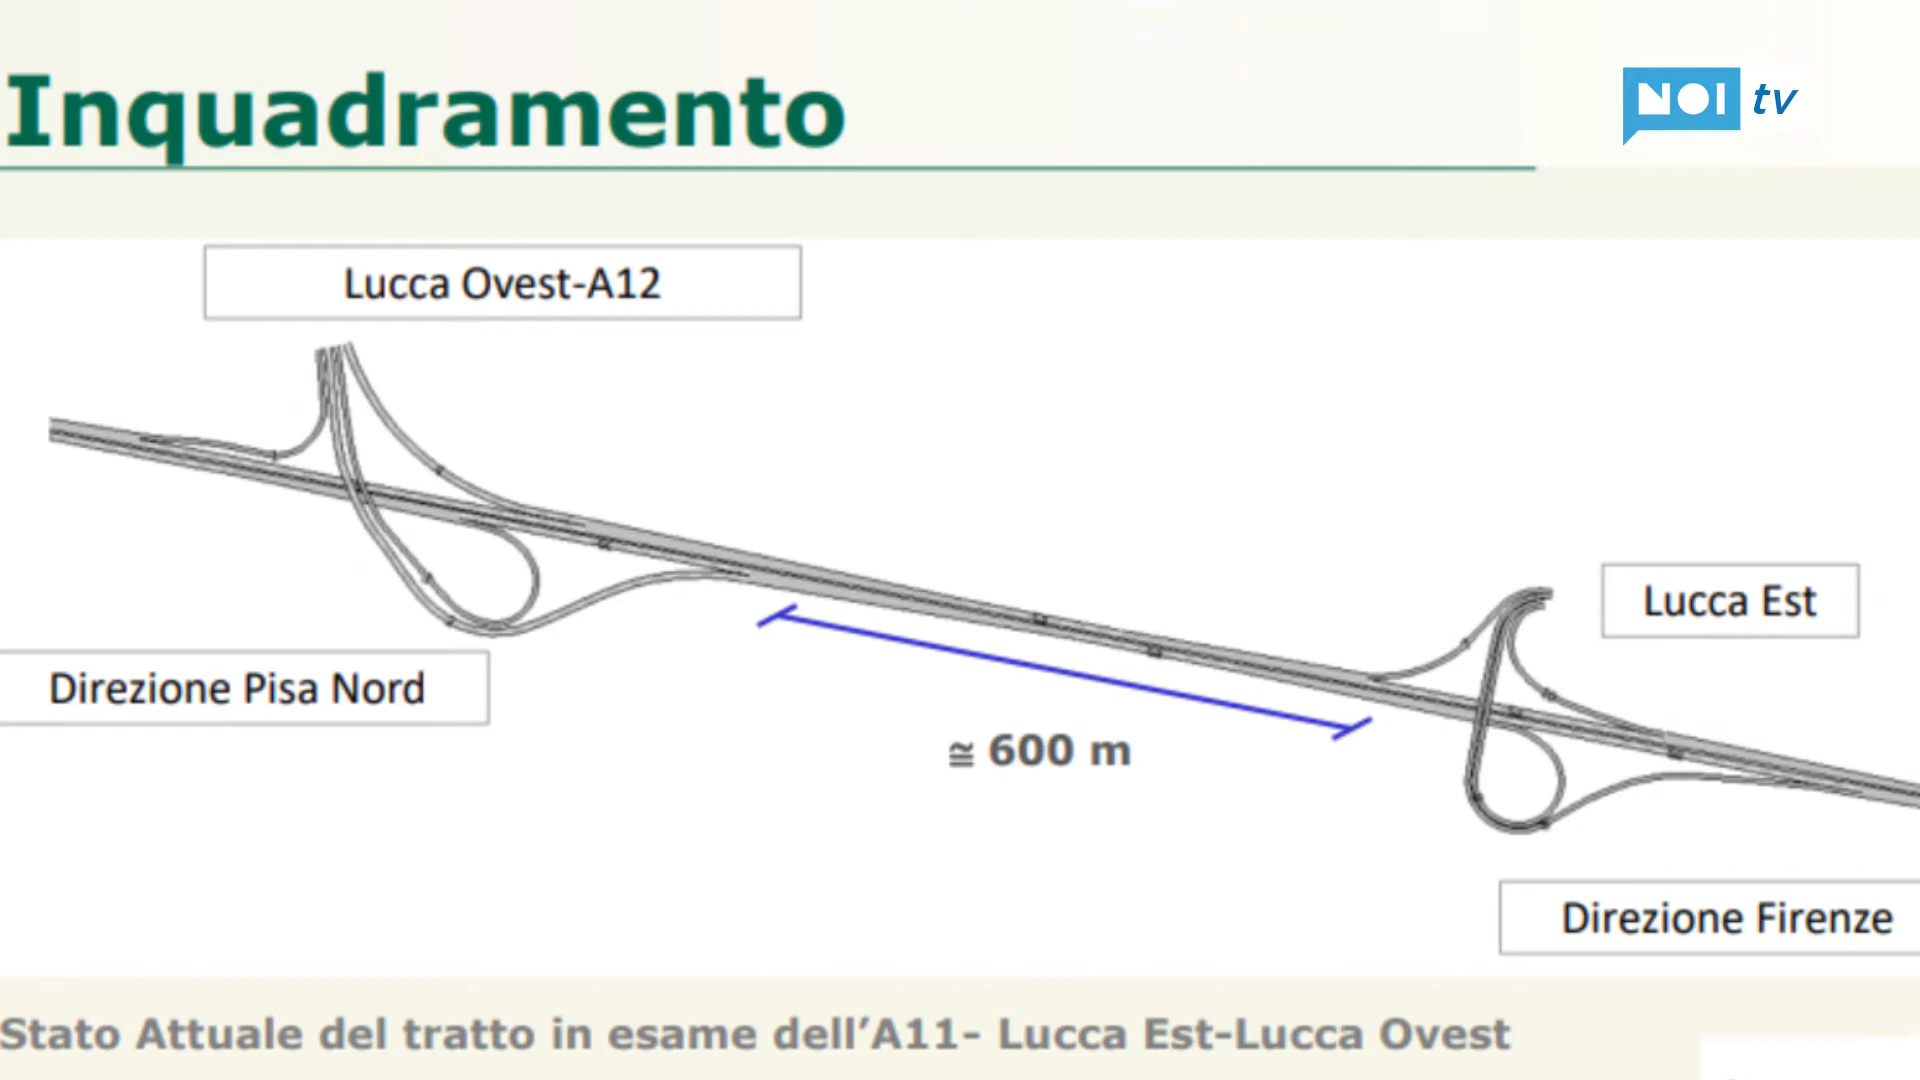 Inquadramento
NOI tv
Lucca Ovest-A12
Lucca Est
Direzione Pisa Nord
≅ 600 m
Direzione Firenze
Stato Attuale del tratto in esame dell’A11- Lucca Est-Lucca Ovest